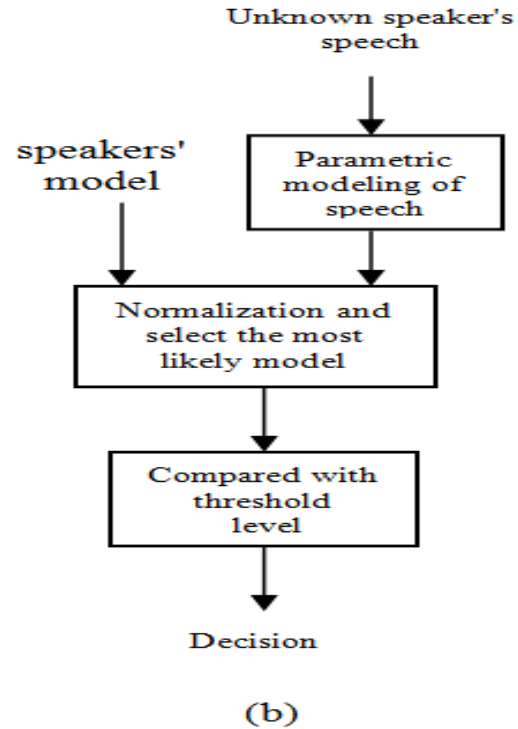 Unknown speaker's
speech
speakers'
model
Parametric
modeling of
speech
Normalization and
select the most
likely model
Compared with
threshold
level
Decision
(b)